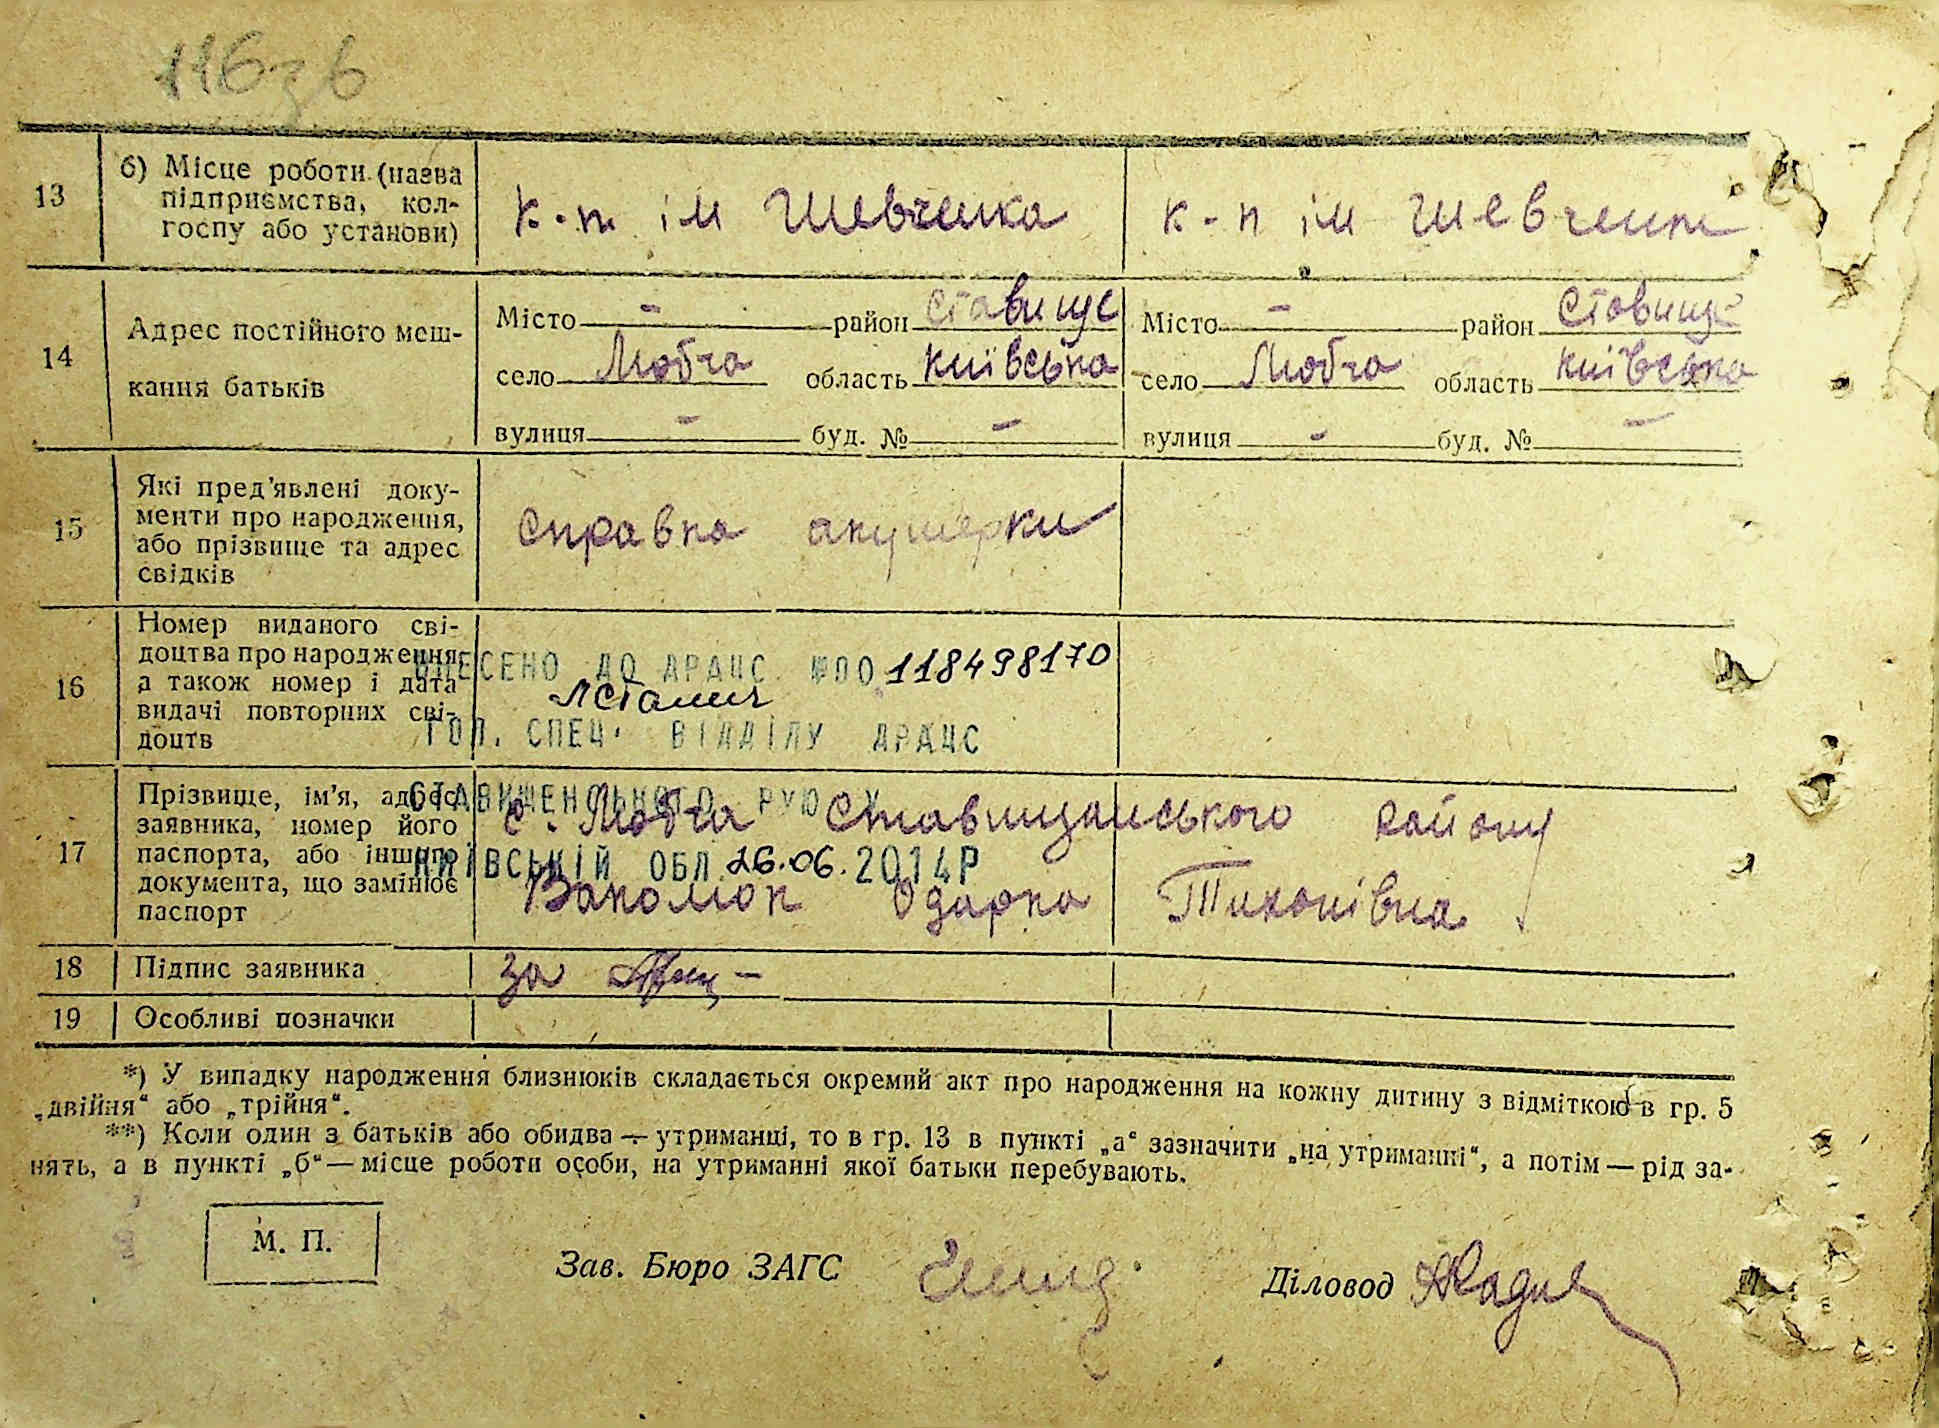 116зв
13
б) Місце роботи (назва
підприємства, кол-
госпу або установи)
к-п ім Шевченка
к-п ім Шевченка
14
Адрес постійного меш-
кання батьків
Місто - район Ставище
село Любча область Київська
вулиця - буд. № -
Місто - район Ставище
село Любча область Київська
вулиця - буд. № -
15
Які пред'явлені доку-
менти про народження,
або прізвище та адрес
свідків
справка акушерки
16
Номер виданого сві-
доцтва про народження
а також номер і дата
видачі повторних сві-
доцтв
ВНЕСЕНО ДО ДРАЦС №00118498170
ГОЛ. СПЕЦ. ВІДДІЛУ ДРАЦС
17
Прізвище, ім'я, адрес
заявника, номер його
паспорта, або іншого
документа, що замінює
паспорт
СТАВИЩЕНСЬКОГО РУЮ У
с. Любча Ставищанського району
КИЇВСЬКІЙ ОБЛ 26.06.2014Р
Одарка Тихонівна
18
Підпис заявника
за
19
Особливі позначки
*) У випадку народження близнюків складається окремий акт про народження на кожну дитину з відміткою в гр. 5
„двійня“ або „трійня“.
**) Коли один з батьків або обидва — утриманці, то в гр. 13 в пункті „а“ зазначити „на утриманні“, а потім — рід за-
нять, а в пункті „б“ — місце роботи особи, на утриманні якої батьки перебувають.
М. П.
Зав. Бюро ЗАГС
Діловод